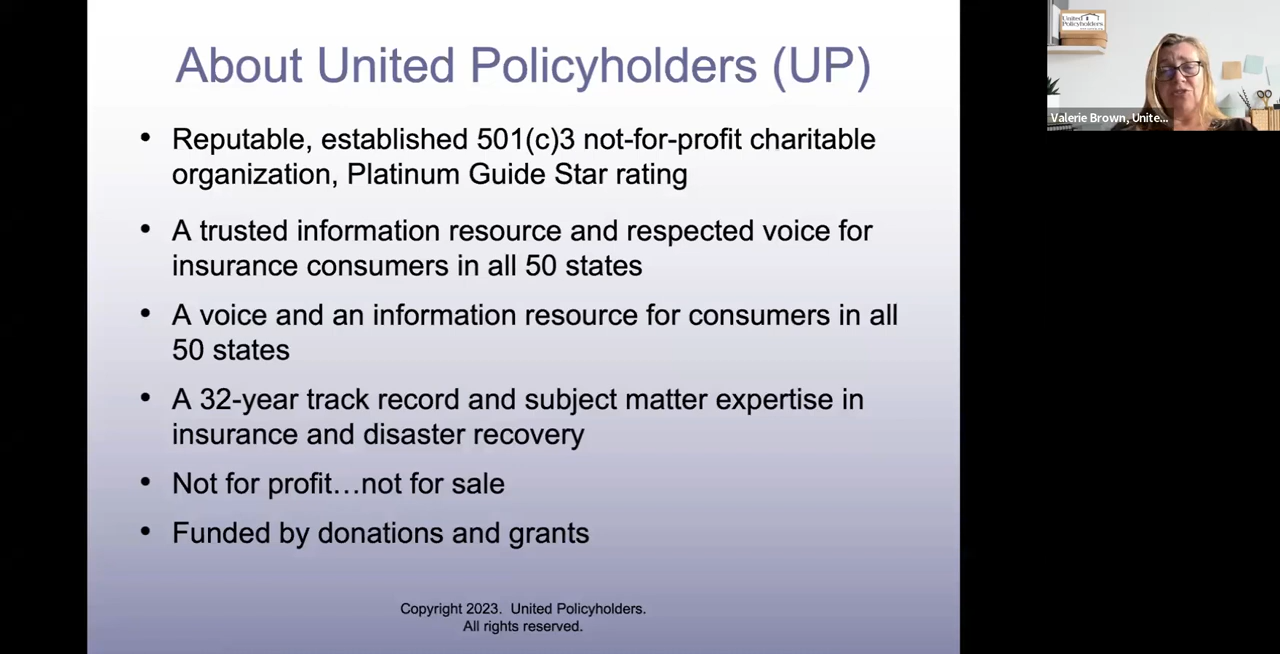 About United Policyholders (UP)
• Reputable, established 501(c)3 not-for-profit charitable
organization, Platinum Guide Star rating
• A trusted information resource and respected voice for
insurance consumers in all 50 states
• A voice and an information resource for consumers in all
50 states
• A 32-year track record and subject matter expertise in
insurance and disaster recovery
• Not for profit…not for sale
• Funded by donations and grants
Copyright 2023. United Policyholders.
All rights reserved.
United
Policyholders
Valerie Brown, Unite...